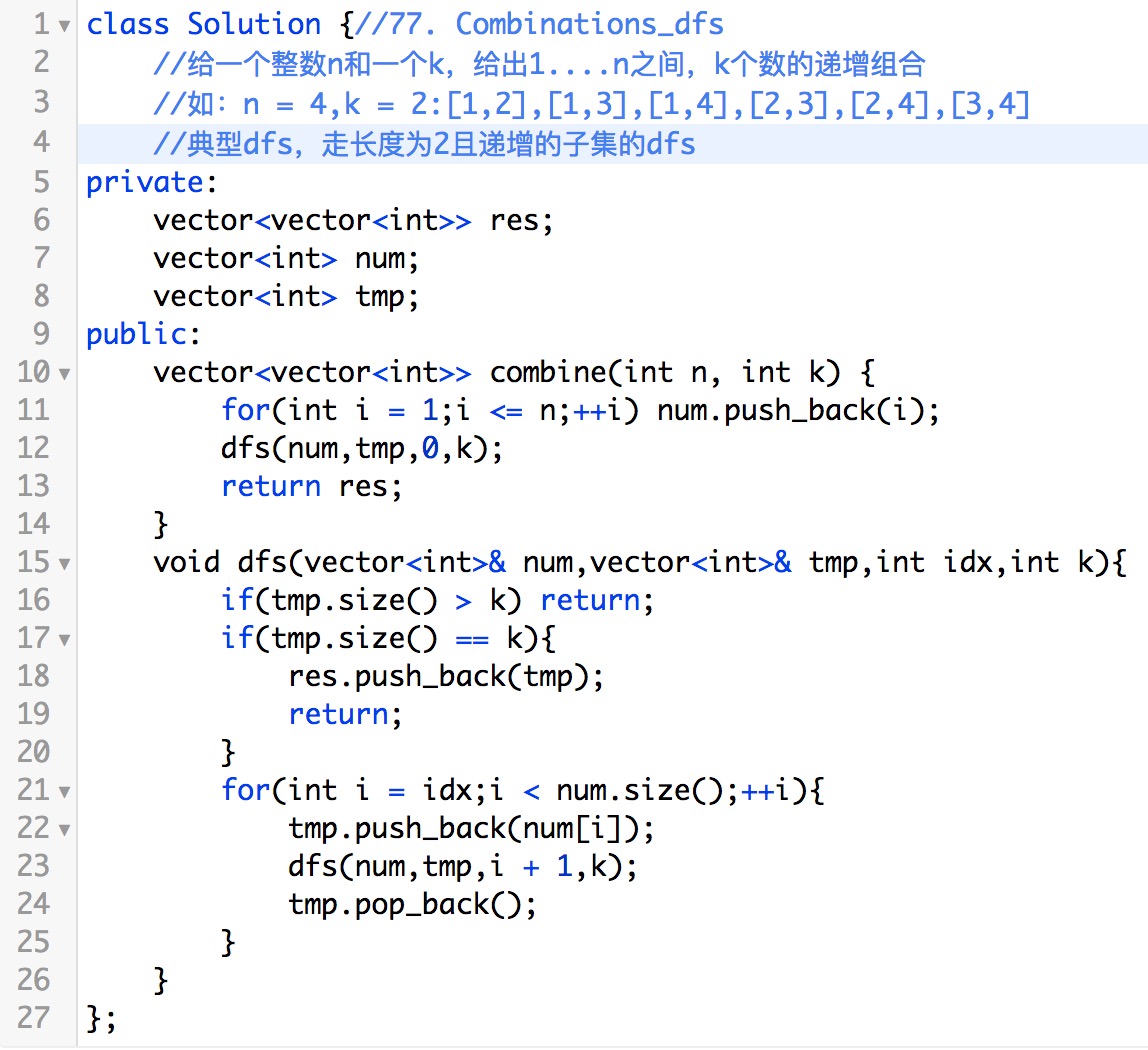 1 class Solution {//77. Combinations_dfs
2     //给一个整数n和一个k，给出1....n之间，k个数的递增组合
3     //如：n = 4,k = 2:[1,2],[1,3],[1,4],[2,3],[2,4],[3,4]
4     //典型dfs，走长度为2且递增的子集的dfs
5 private:
6     vector<vector<int>> res;
7     vector<int> num;
8     vector<int> tmp;
9 public:
10     vector<vector<int>> combine(int n, int k) {
11         for(int i = 1;i <= n;++i) num.push_back(i);
12         dfs(num,tmp,0,k);
13         return res;
14     }
15     void dfs(vector<int>& num,vector<int>& tmp,int idx,int k){
16         if(tmp.size() > k) return;
17         if(tmp.size() == k){
18             res.push_back(tmp);
19             return;
20         }
21         for(int i = idx;i < num.size();++i){
22             tmp.push_back(num[i]);
23             dfs(num,tmp,i + 1,k);
24             tmp.pop_back();
25         }
26     }
27 };